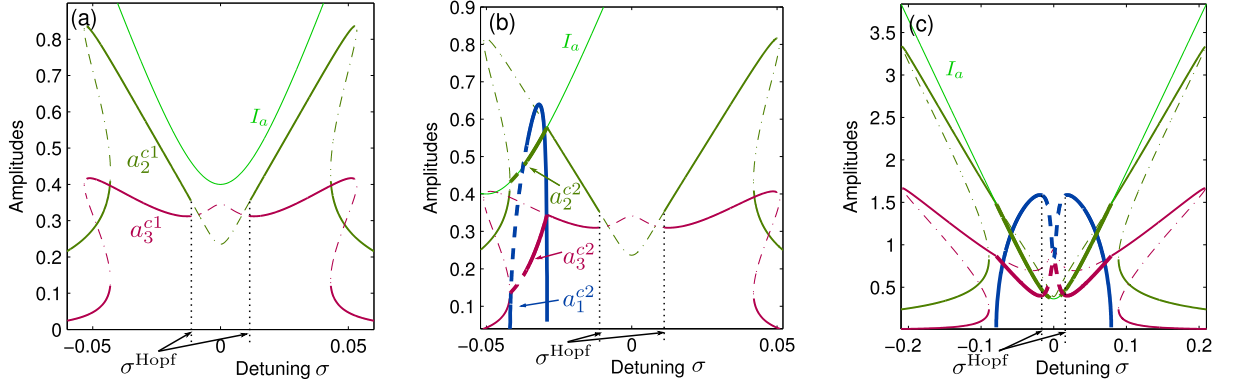 (a)
Amplitudes
0.8
0.7
0.6
0.5
0.4
0.3
0.2
0.1
0
−0.05
0
0.05
I_a
a_2^{c1}
a_3^{c1}
σ^{Hopf}
Detuning σ
(b)
Amplitudes
0.9
0.8
0.7
0.6
0.5
0.4
0.3
0.2
0.1
−0.05
0
0.05
I_a
a_2^{c2}
a_3^{c2}
a_1^{c2}
σ^{Hopf}
Detuning σ
(c)
Amplitudes
3.5
3
2.5
2
1.5
1
0.5
−0.2
−0.1
0
0.1
0.2
I_a
σ^{Hopf}
Detuning σ